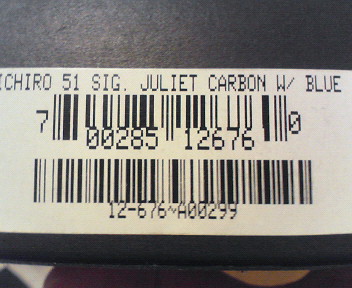 ICHIRO 51 SIG. JULIET CARBON W/ BLUE
7 00285 12676 0
12-676~A00299